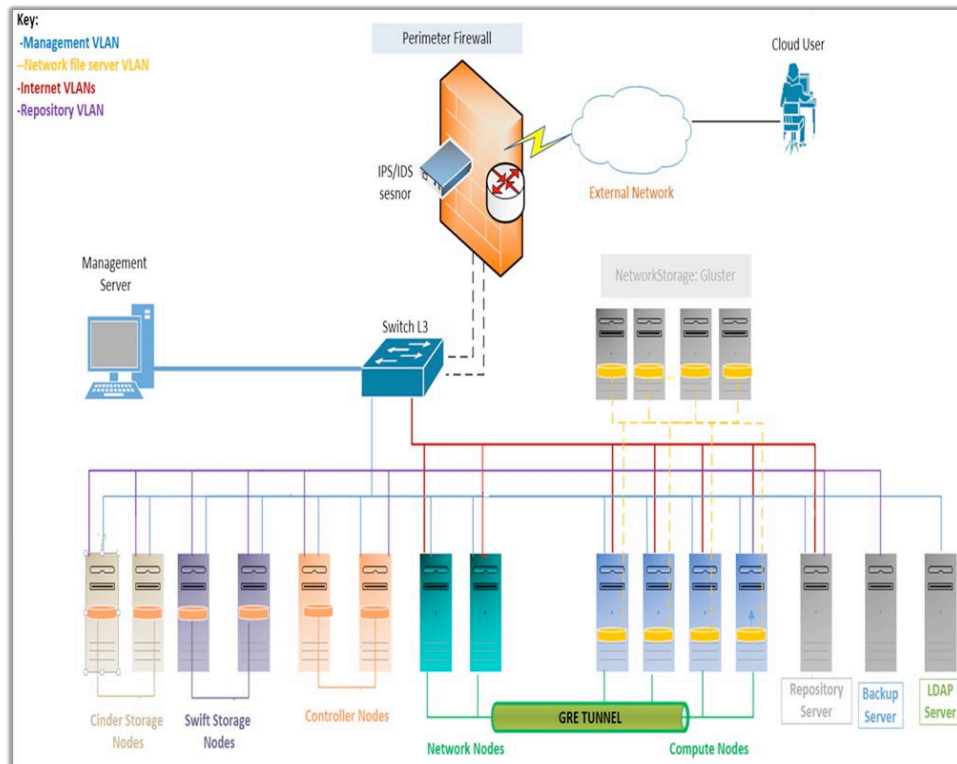 Key:
-Management VLAN
--Network file server VLAN
-Internet VLANs
-Repository VLAN
Perimeter Firewall
Cloud User
IPS/IDS
sesnor
External Network
Management
Server
NetworkStorage: Gluster
Switch L3
Cinder Storage
Nodes
Swift Storage
Nodes
Controller Nodes
Network Nodes
GRE TUNNEL
Compute Nodes
Repository
Server
Backup
Server
LDAP
Server